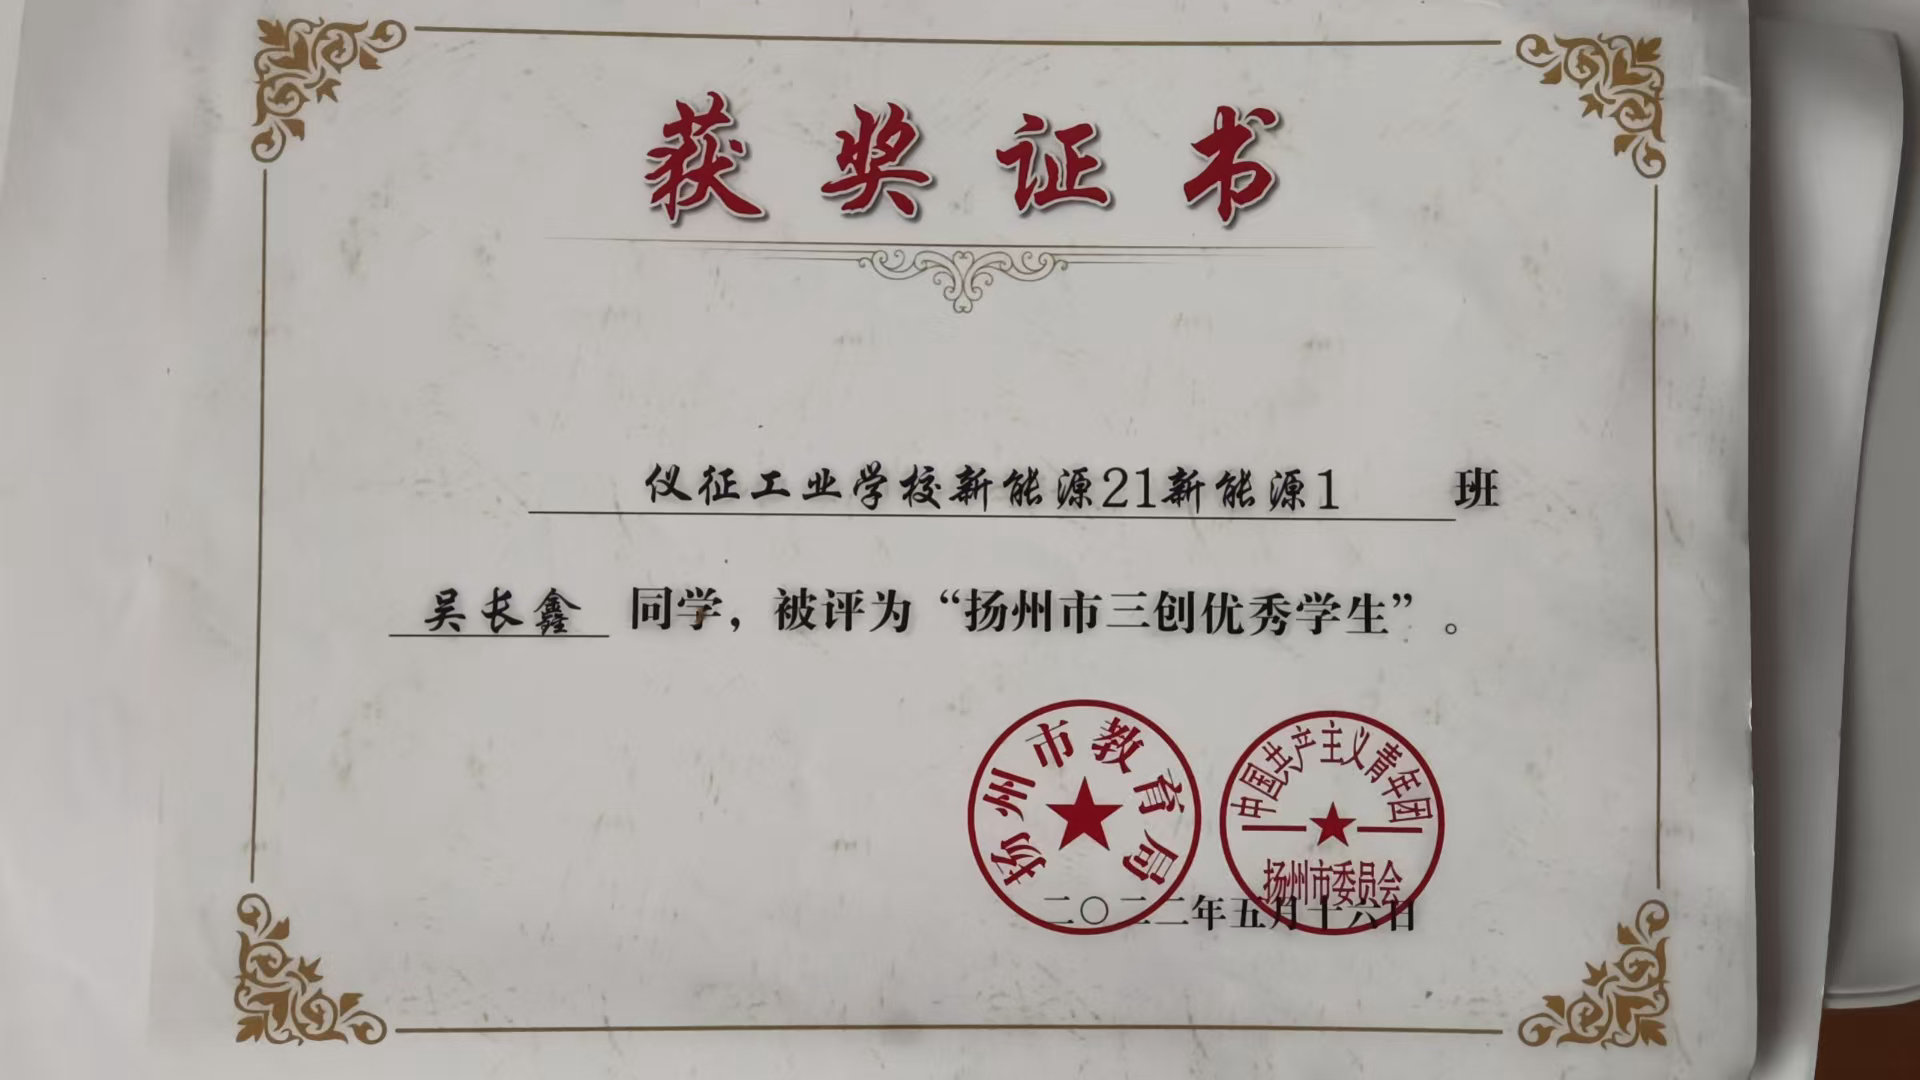 获奖证书
仪征工业学校新能源21新能源1 班
吴长鑫 同学，被评为“扬州市三创优秀学生”。
扬州市教育局
中国共产主义青年团
扬州市委员会
二〇二二年五月十六日